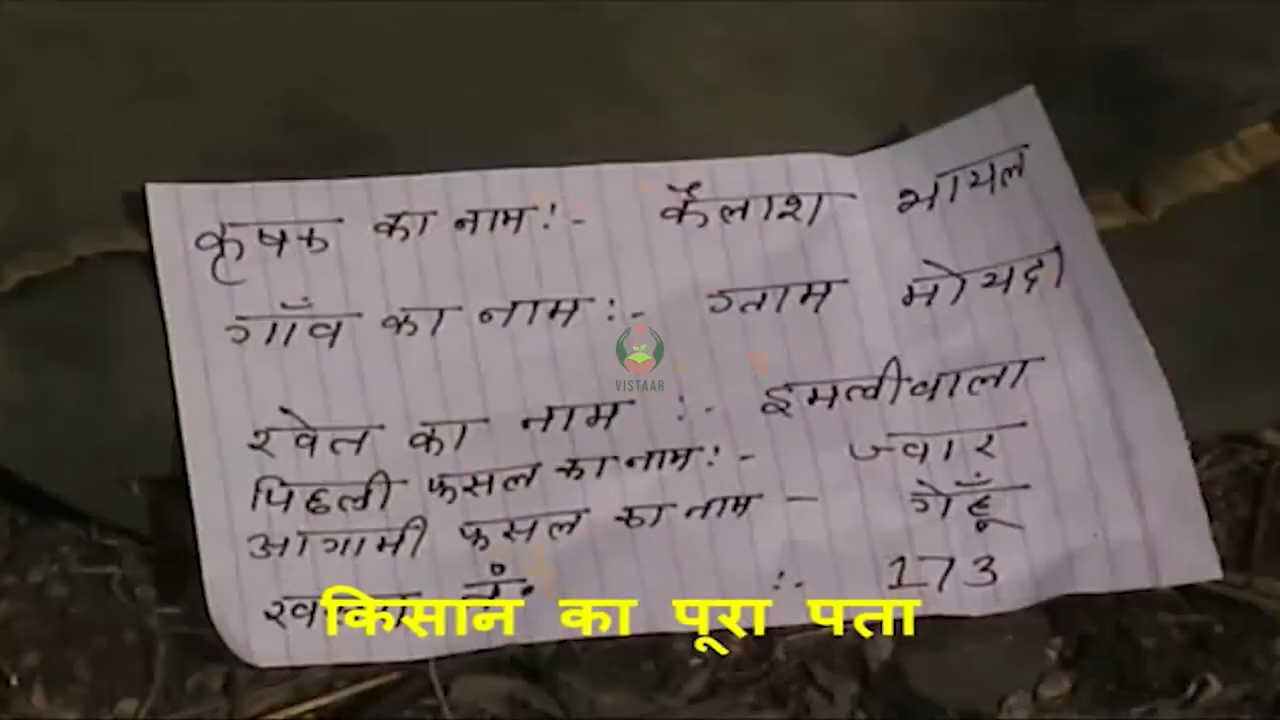 कृषक का नाम:- कैलाश भायल
गाँव का नाम:- ग्राम मोयदा
VISTAAR
खेत का नाम :- इमलीवाला
पिछली फसल का नाम:- ज्वार
आगामी फसल का नाम - गेहूँ
नं. :- 173
किसान का पूरा पता